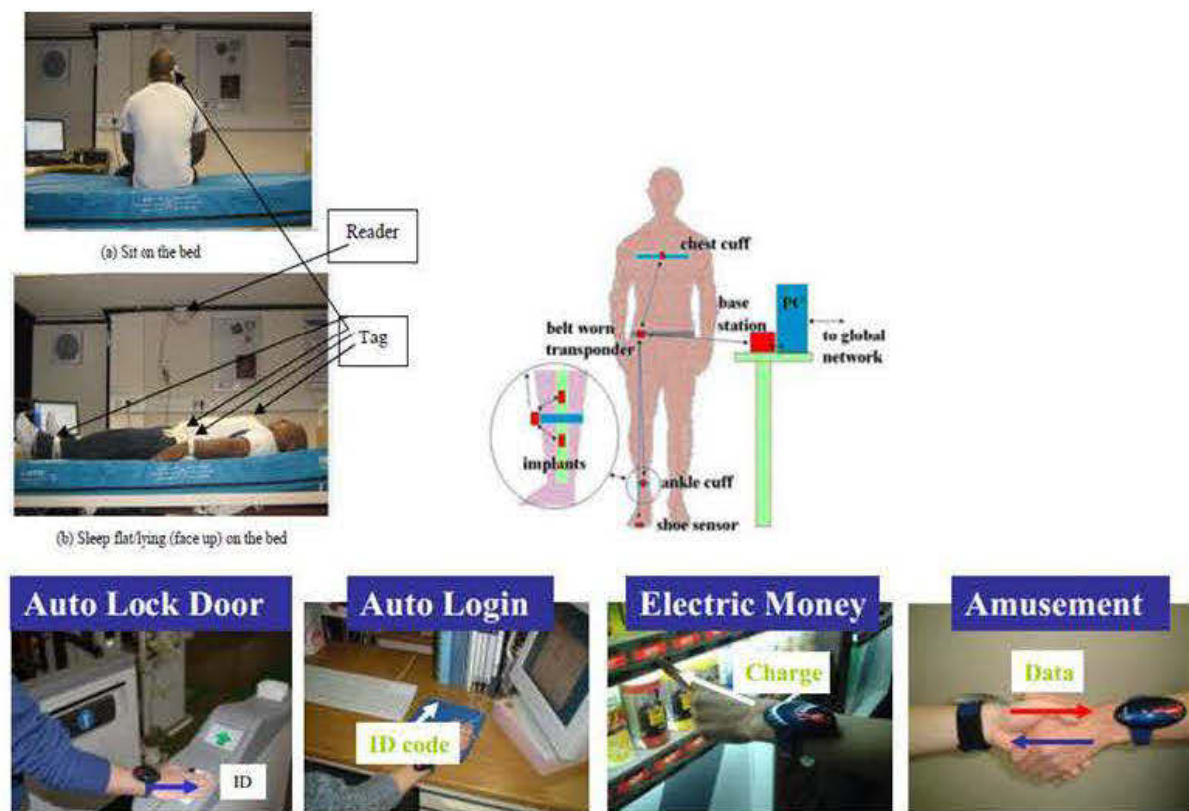 Reader
(a) Sit on the bed
Tag
(b) Sleep flat/lying (face up) on the bed
chest cuff
belt worn
transponder
base
station
PC
to global
network
implants
ankle cuff
shoe sensor
Auto Lock Door
Auto Login
Electric Money
Amusement
ID
ID code
Charge
Data